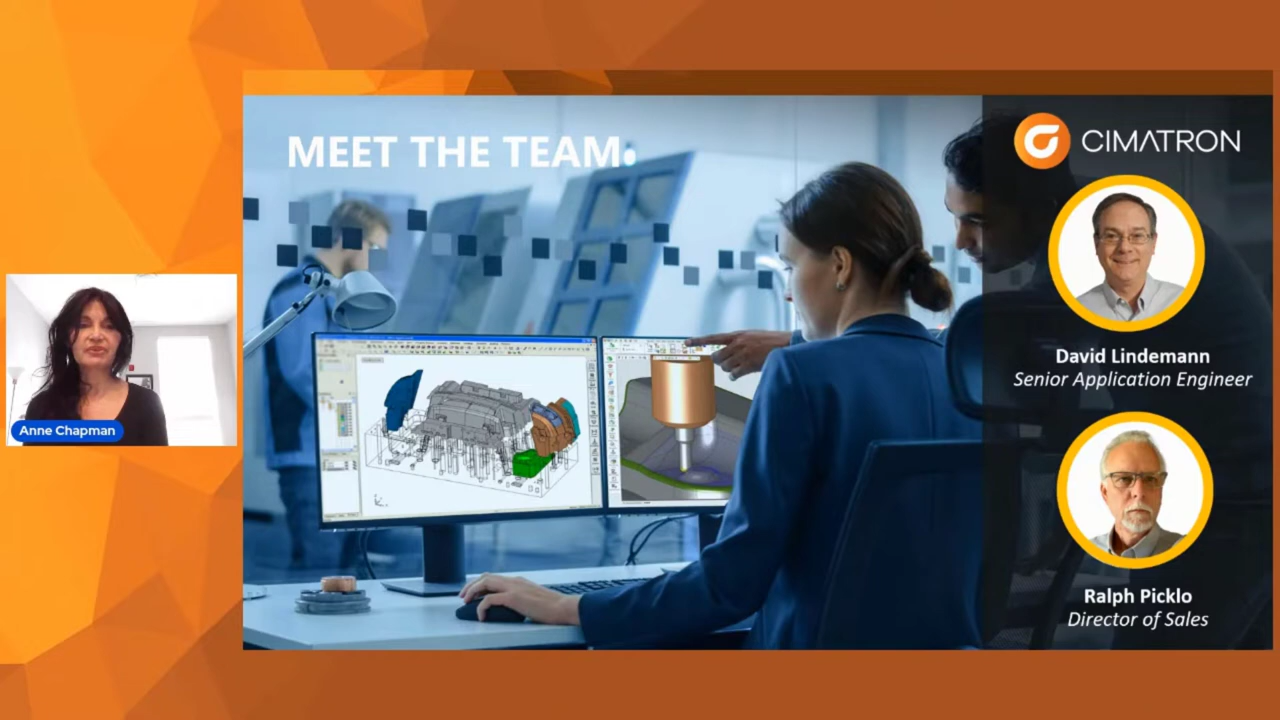 MEET THE TEAM
CIMATRON
David Lindemann
Senior Application Engineer
Anne Chapman
Ralph Picklo
Director of Sales